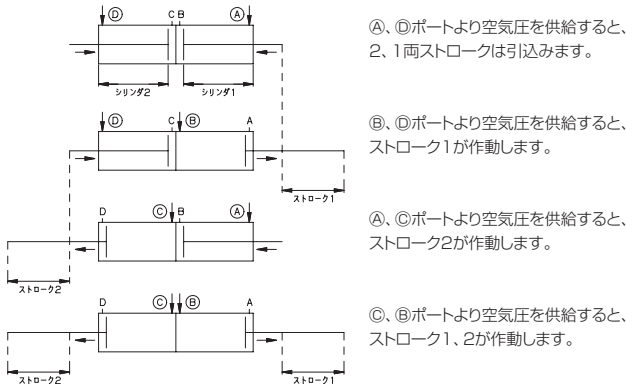 Ⓓ C B Ⓐ
シリンダ2 シリンダ1
Ⓐ、Ⓓポートより空気圧を供給すると、
2、1両ストロークは引込みます。
Ⓓ C Ⓑ A
ストローク1
Ⓑ、Ⓓポートより空気圧を供給すると、
ストローク1が作動します。
D Ⓒ B Ⓐ
ストローク2
Ⓐ、Ⓒポートより空気圧を供給すると、
ストローク2が作動します。
D Ⓒ Ⓑ A
ストローク2 ストローク1
Ⓒ、Ⓑポートより空気圧を供給すると、
ストローク1、2が作動します。